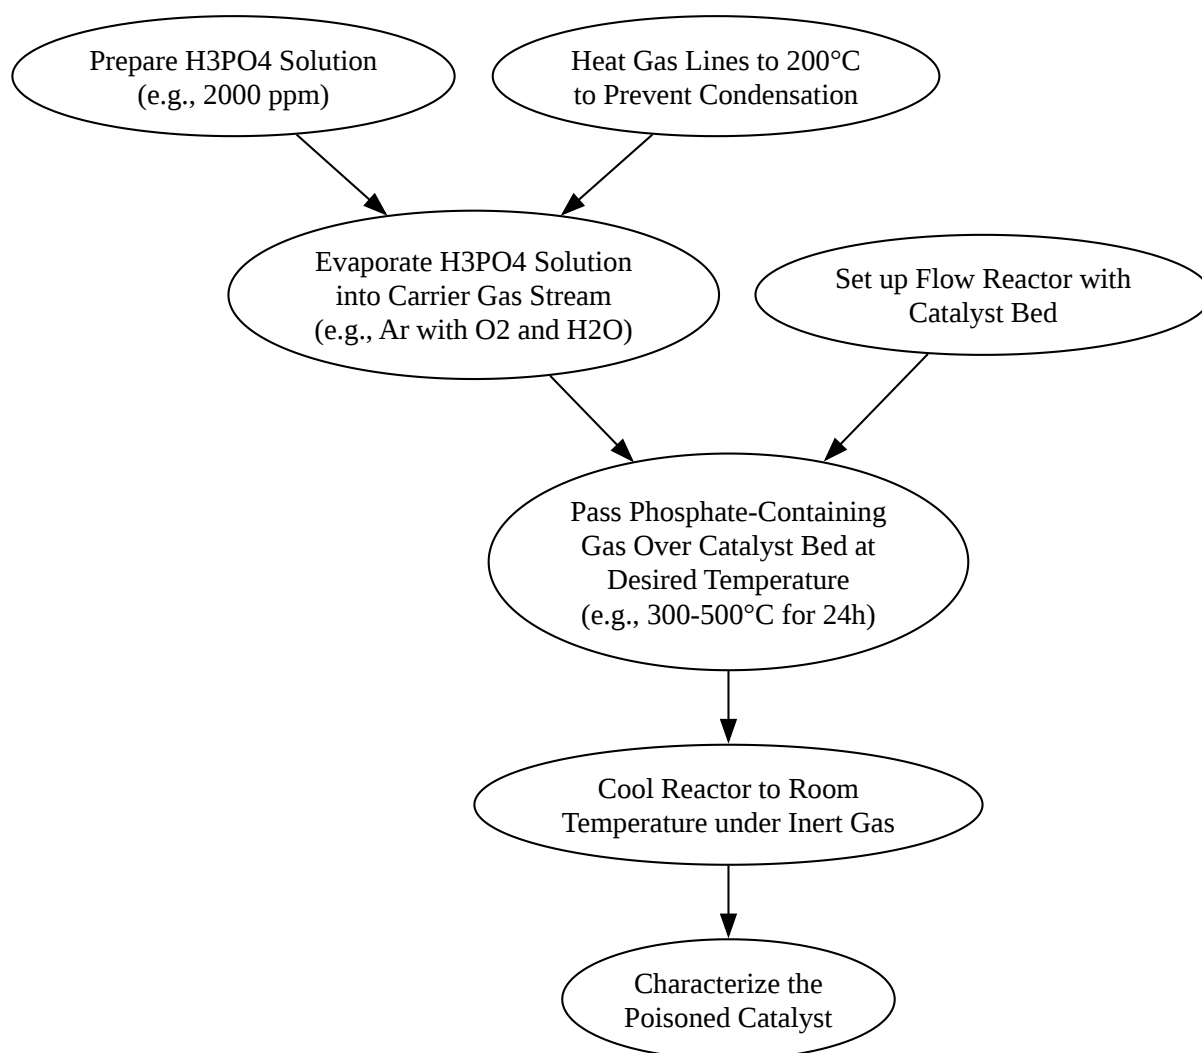 Prepare H3PO4 Solution
(e.g., 2000 ppm)
Heat Gas Lines to 200°C
to Prevent Condensation
Evaporate H3PO4 Solution
into Carrier Gas Stream
(e.g., Ar with O2 and H2O)
Set up Flow Reactor with
Catalyst Bed
Pass Phosphate-Containing
Gas Over Catalyst Bed at
Desired Temperature
(e.g., 300-500°C for 24h)
Cool Reactor to Room
Temperature under Inert Gas
Characterize the
Poisoned Catalyst